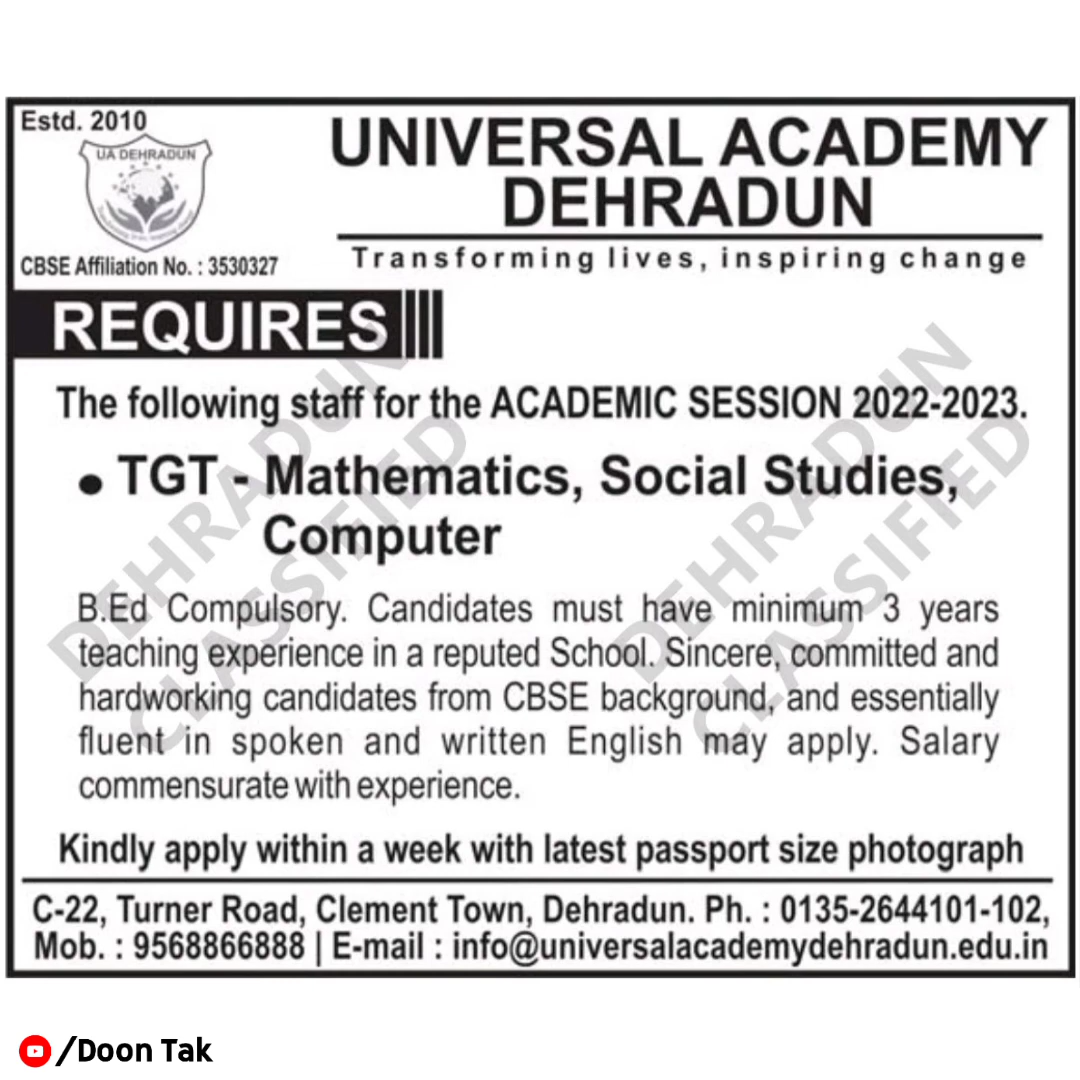 Estd. 2010
UA DEHRADUN
CBSE Affiliation No. : 3530327
UNIVERSAL ACADEMY
DEHRADUN
Transforming lives, inspiring change
REQUIRES
The following staff for the ACADEMIC SESSION 2022-2023.
• TGT - Mathematics, Social Studies,
Computer
B.Ed Compulsory. Candidates must have minimum 3 years
teaching experience in a reputed School. Sincere, committed and
hardworking candidates from CBSE background, and essentially
fluent in spoken and written English may apply. Salary
commensurate with experience.
Kindly apply within a week with latest passport size photograph
C-22, Turner Road, Clement Town, Dehradun. Ph. : 0135-2644101-102,
Mob. : 9568866888 | E-mail : info@universalacademydehradun.edu.in
DEHRADUN
CLASSIFIED
DEHRADUN
CLASSIFIED
/Doon Tak